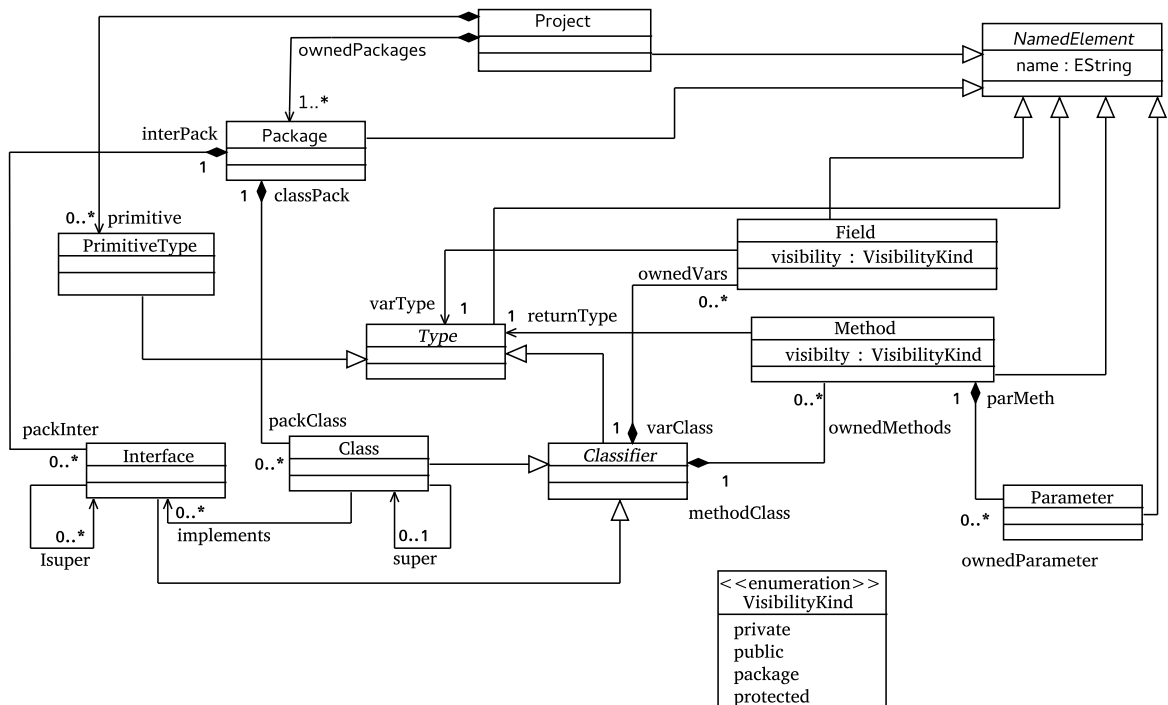 Project
NamedElement
name : EString
ownedPackages
1..*
interPack
Package
1
1
classPack
0..*
primitive
PrimitiveType
Field
visibility : VisibilityKind
ownedVars
0..*
varType
1
1
returnType
Type
Method
visibilty : VisibilityKind
0..*
1
parMeth
ownedMethods
packClass
1
varClass
packInter
0..*
Interface
0..*
Class
Classifier
1
methodClass
Parameter
0..*
ownedParameter
0..*
Isuper
0..*
implements
0..1
super
<<enumeration>>
VisibilityKind
private
public
package
protected